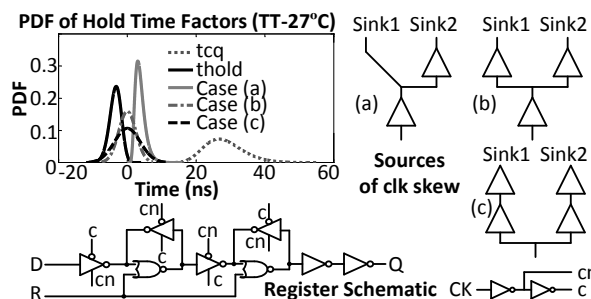 PDF of Hold Time Factors (TT-27°C)
PDF
0.3
0.2
0.1
0
-20
0
20
40
60
Time (ns)
tcq
thold
Case (a)
Case (b)
Case (c)
Sink1 Sink2
(a)
Sink1 Sink2
(b)
Sources
of clk skew
Sink1 Sink2
(c)
cn
c
c
cn
D
cn
cn
c
c
cn
Q
R
Register Schematic
CK
cn
c